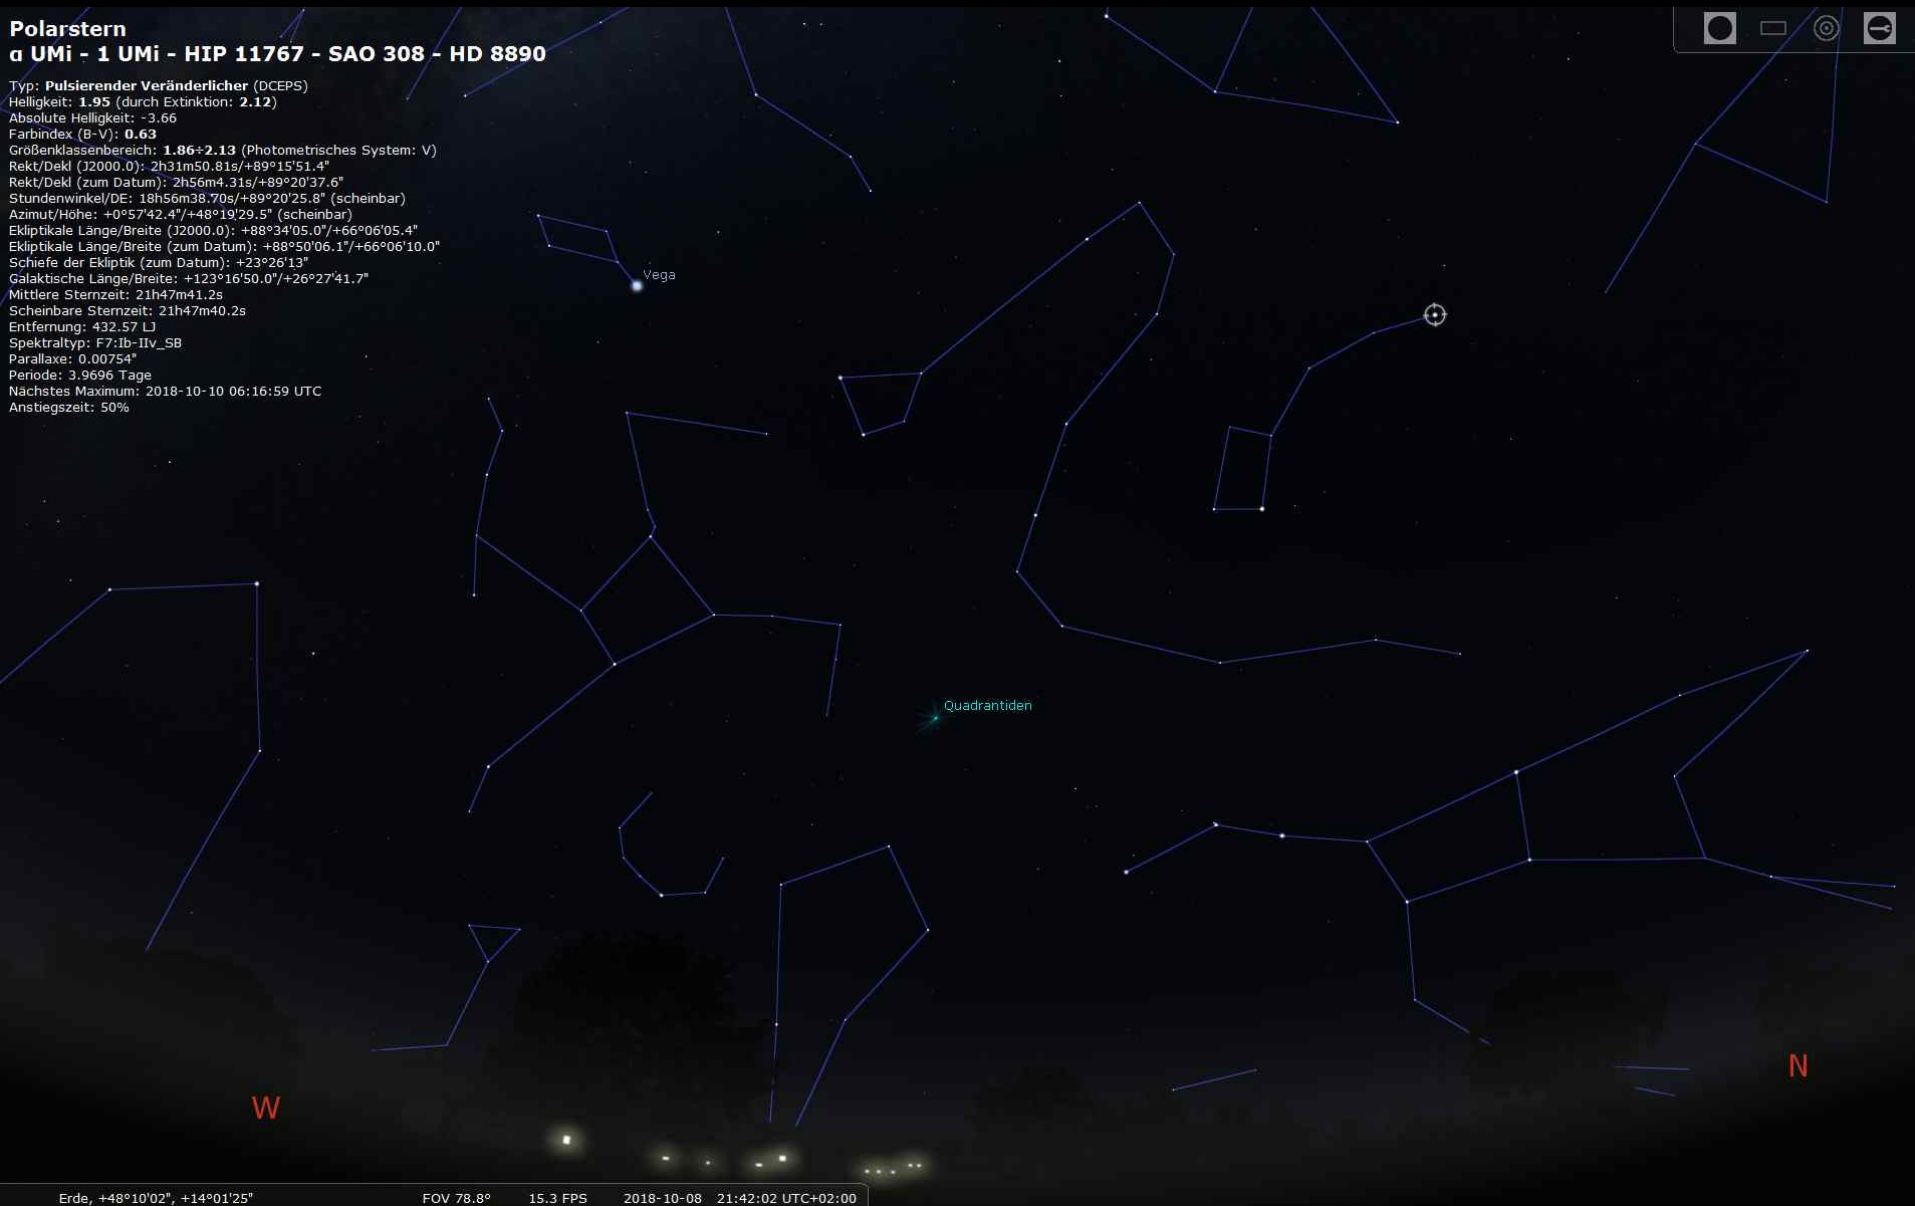 Polarstern
α UMi - 1 UMi - HIP 11767 - SAO 308 - HD 8890
Typ: Pulsierender Veränderlicher (DCEPS)
Helligkeit: 1.95 (durch Extinktion: 2.12)
Absolute Helligkeit: -3.66
Farbindex (B-V): 0.63
Größenklassenbereich: 1.86÷2.13 (Photometrisches System: V)
Rekt/Dekl (J2000.0): 2h31m50.81s/+89°15'51.4"
Rekt/Dekl (zum Datum): 2h56m4.31s/+89°20'37.6"
Stundenwinkel/DE: 18h56m38.70s/+89°20'25.8" (scheinbar)
Azimut/Höhe: +0°57'42.4"/+48°19'29.5" (scheinbar)
Ekliptikale Länge/Breite (J2000.0): +88°34'05.0"/+66°06'05.4"
Ekliptikale Länge/Breite (zum Datum): +88°50'06.1"/+66°06'10.0"
Schiefe der Ekliptik (zum Datum): +23°26'13"
Galaktische Länge/Breite: +123°16'50.0"/+26°27'41.7"
Mittlere Sternzeit: 21h47m41.2s
Scheinbare Sternzeit: 21h47m40.2s
Entfernung: 432.57 LJ
Spektraltyp: F7:Ib-IIv_SB
Parallaxe: 0.00754"
Periode: 3.9696 Tage
Nächstes Maximum: 2018-10-10 06:16:59 UTC
Anstiegszeit: 50%
Vega
Quadrantiden
N
W
Erde, +48°10'02", +14°01'25" FOV 78.8° 15.3 FPS 2018-10-08 21:42:02 UTC+02:00